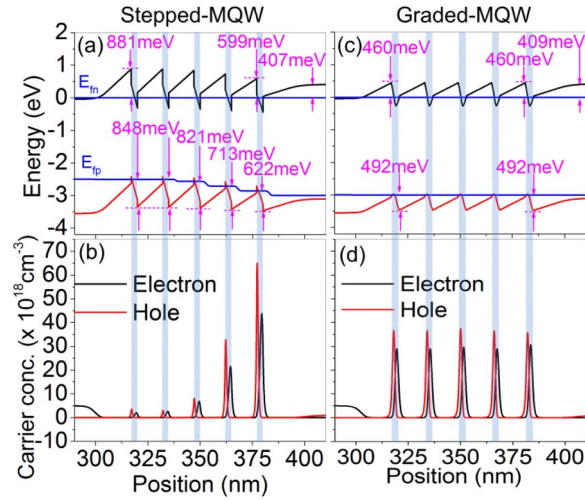 Stepped-MQW
Graded-MQW
(a)
881meV
599meV
407meV
Efn
848meV
821meV
713meV
622meV
Efp
Energy (eV)
2
1
0
-1
-2
-3
-4
(c)
460meV
409meV
460meV
492meV
492meV
(b)
Electron
Hole
Carrier conc. (x 10¹⁸cm⁻³)
70
60
50
40
30
20
10
0
-10
300 325 350 375 400
Position (nm)
(d)
Electron
Hole
300 325 350 375 400
Position (nm)